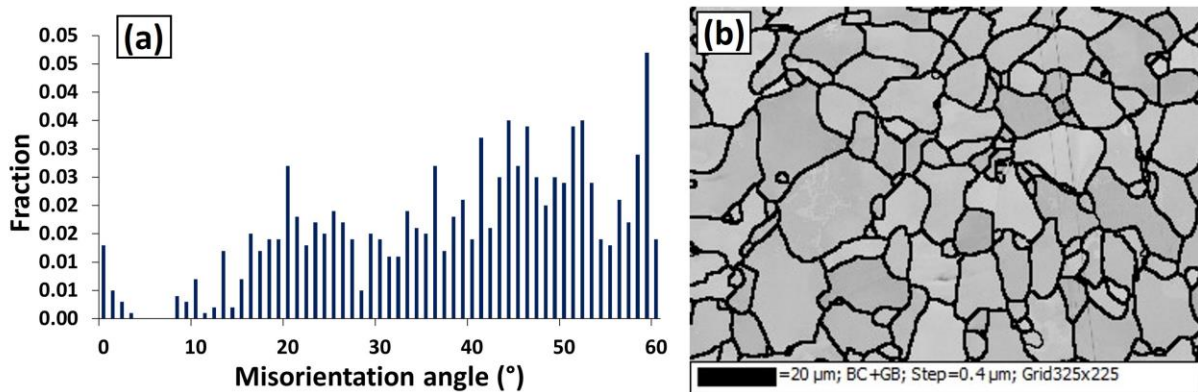 (a)
0.05
0.05
0.04
0.04
0.03
0.03
0.02
0.02
0.01
0.01
0.00
Fraction
0 10 20 30 40 50 60
Misorientation angle (°)
(b)
=20 µm; BC+GB; Step=0.4 µm; Grid325x225